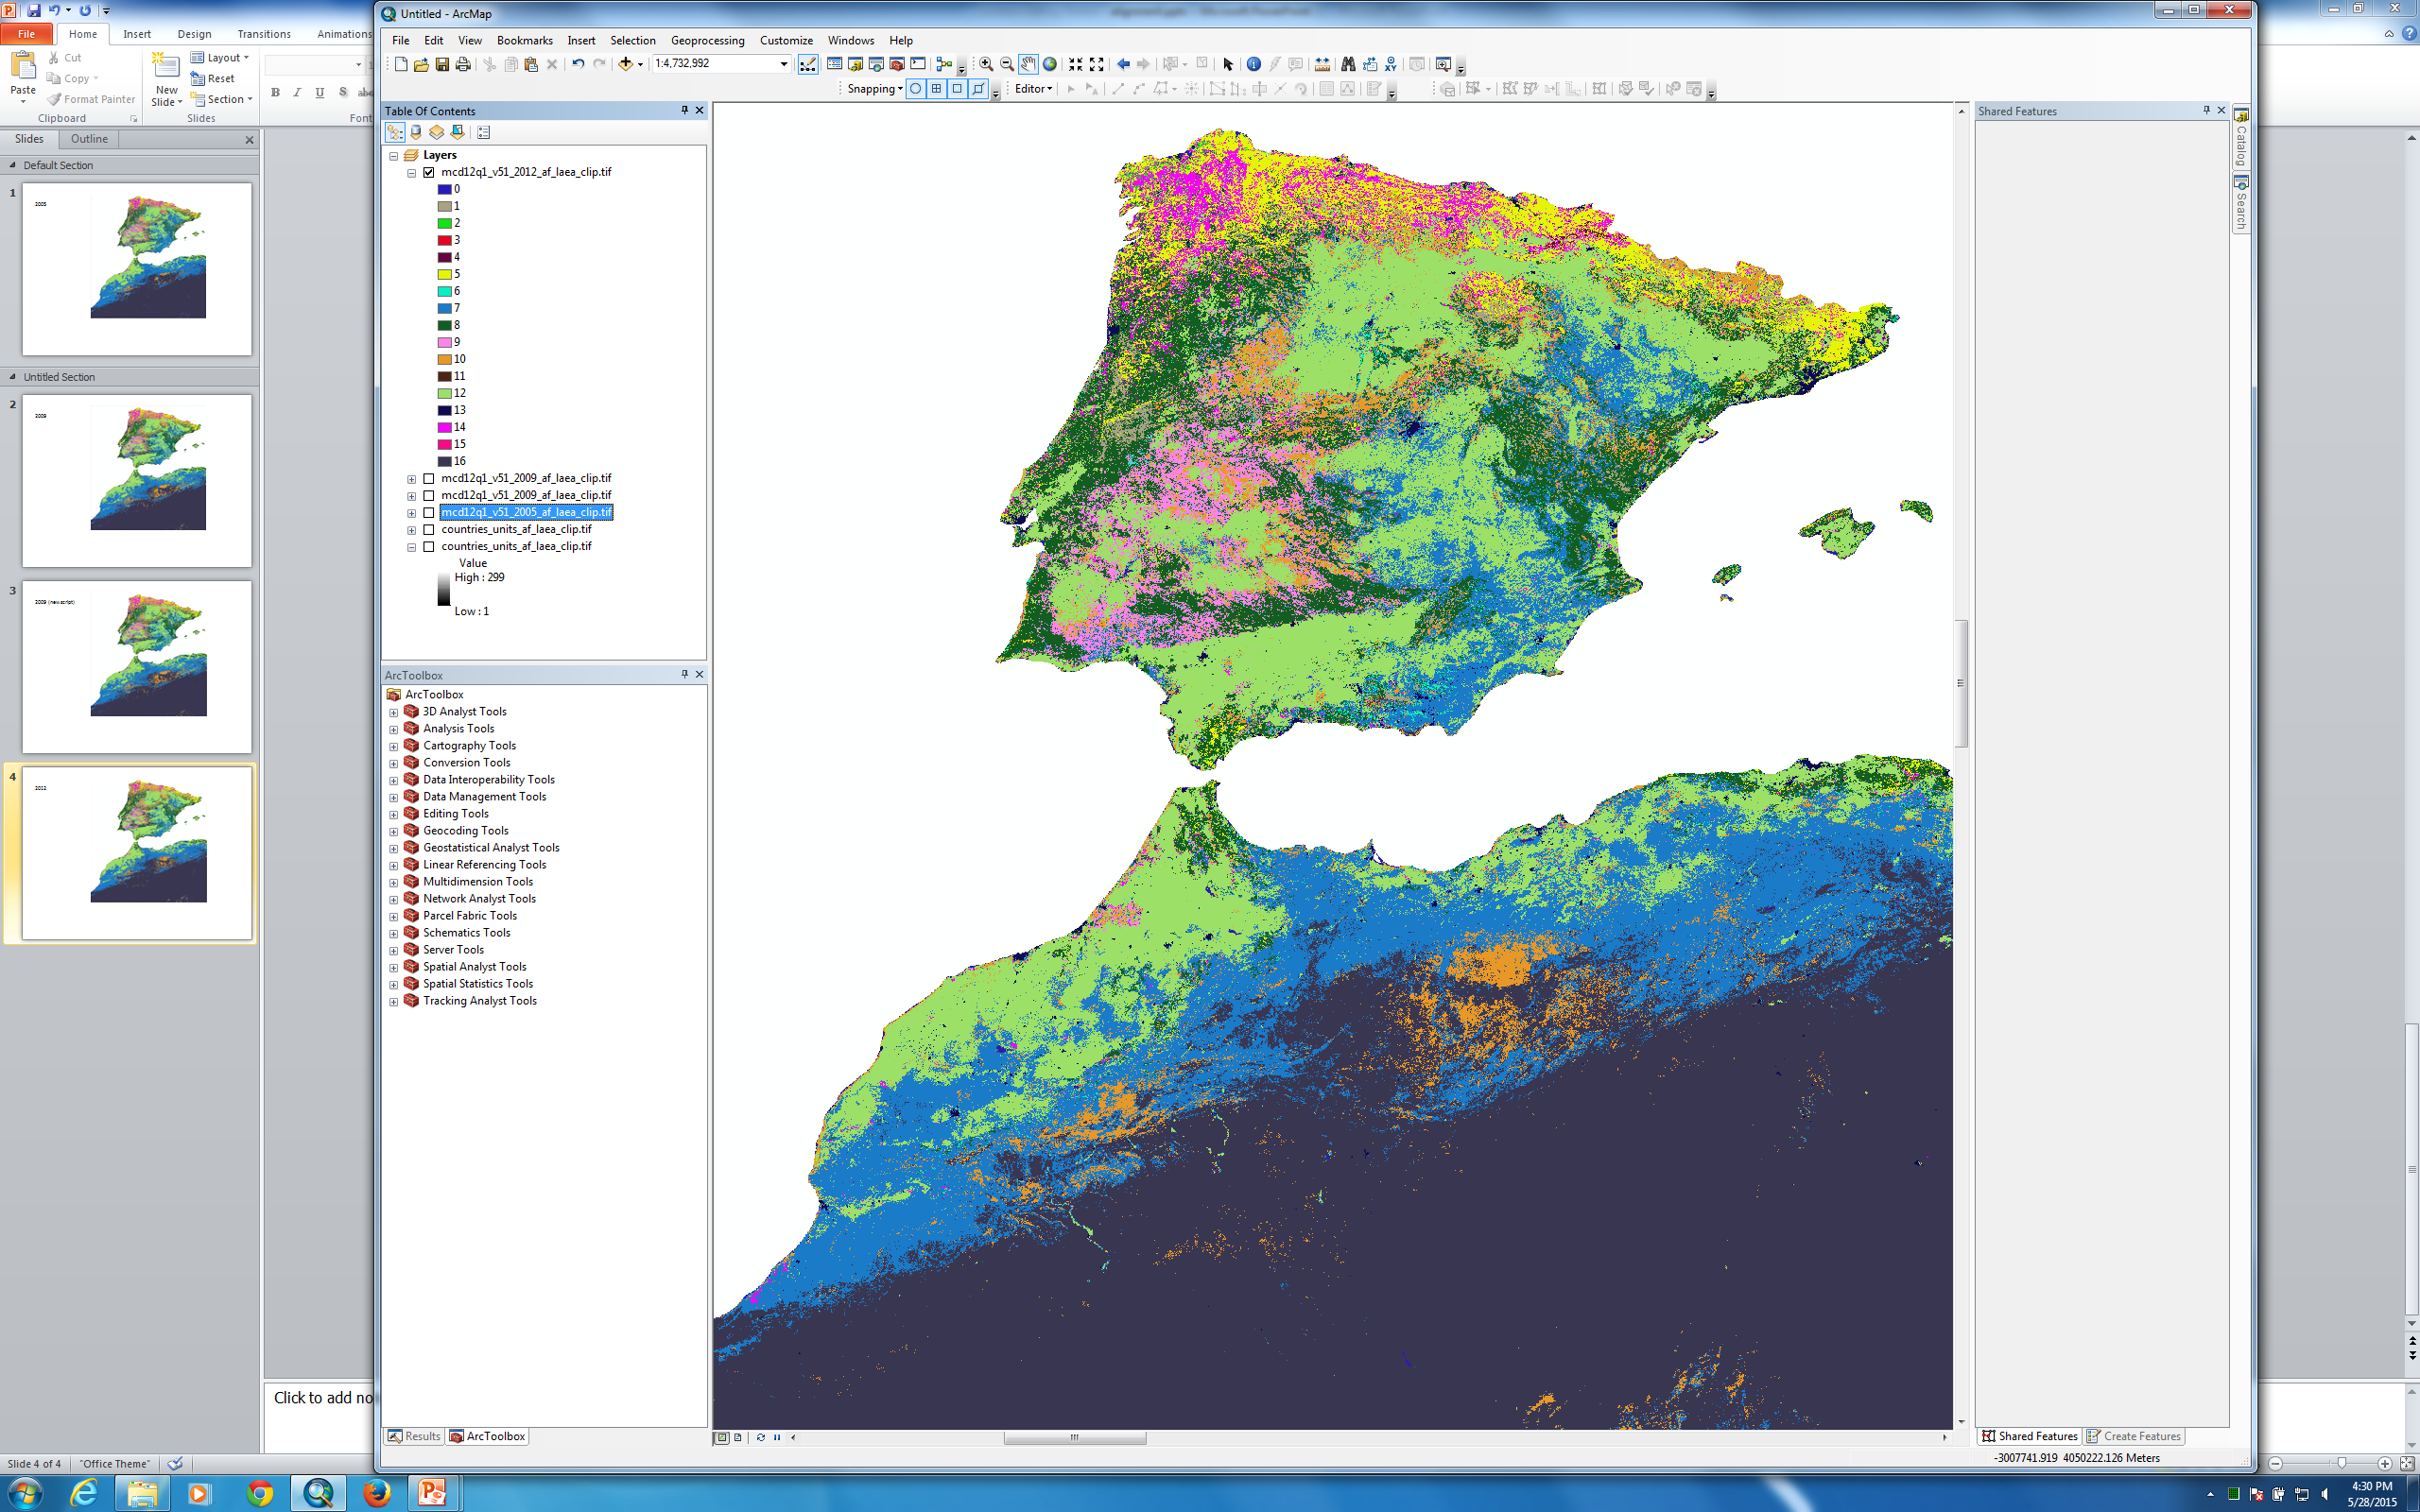 Untitled - ArcMap
File
Home
Insert
Design
Transitions
Animations
Paste
Cut
Copy
Format Painter
Clipboard
New Slide
Layout
Reset
Section
Slides
Font
Slides
Outline
Default Section
1
2005
Untitled Section
2
2009
3
2009 (new script)
4
2012
Click to add no
Slide 4 of 4
"Office Theme"
File Edit View Bookmarks Insert Selection Geoprocessing Customize Windows Help
1:4,732,992
Snapping
Editor
Table Of Contents
Layers
mcd12q1_v51_2012_af_laea_clip.tif
0
1
2
3
4
5
6
7
8
9
10
11
12
13
14
15
16
mcd12q1_v51_2009_af_laea_clip.tif
mcd12q1_v51_2009_af_laea_clip.tif
mcd12q1_v51_2005_af_laea_clip.tif
countries_units_af_laea_clip.tif
countries_units_af_laea_clip.tif
Value
High : 299
Low : 1
ArcToolbox
ArcToolbox
3D Analyst Tools
Analysis Tools
Cartography Tools
Conversion Tools
Data Interoperability Tools
Data Management Tools
Editing Tools
Geocoding Tools
Geostatistical Analyst Tools
Linear Referencing Tools
Multidimension Tools
Network Analyst Tools
Parcel Fabric Tools
Schematics Tools
Server Tools
Spatial Analyst Tools
Spatial Statistics Tools
Tracking Analyst Tools
Results
ArcToolbox
Shared Features
Catalog
Search
Shared Features
Create Features
-3007741.919 4050222.126 Meters
4:30 PM
5/28/2015